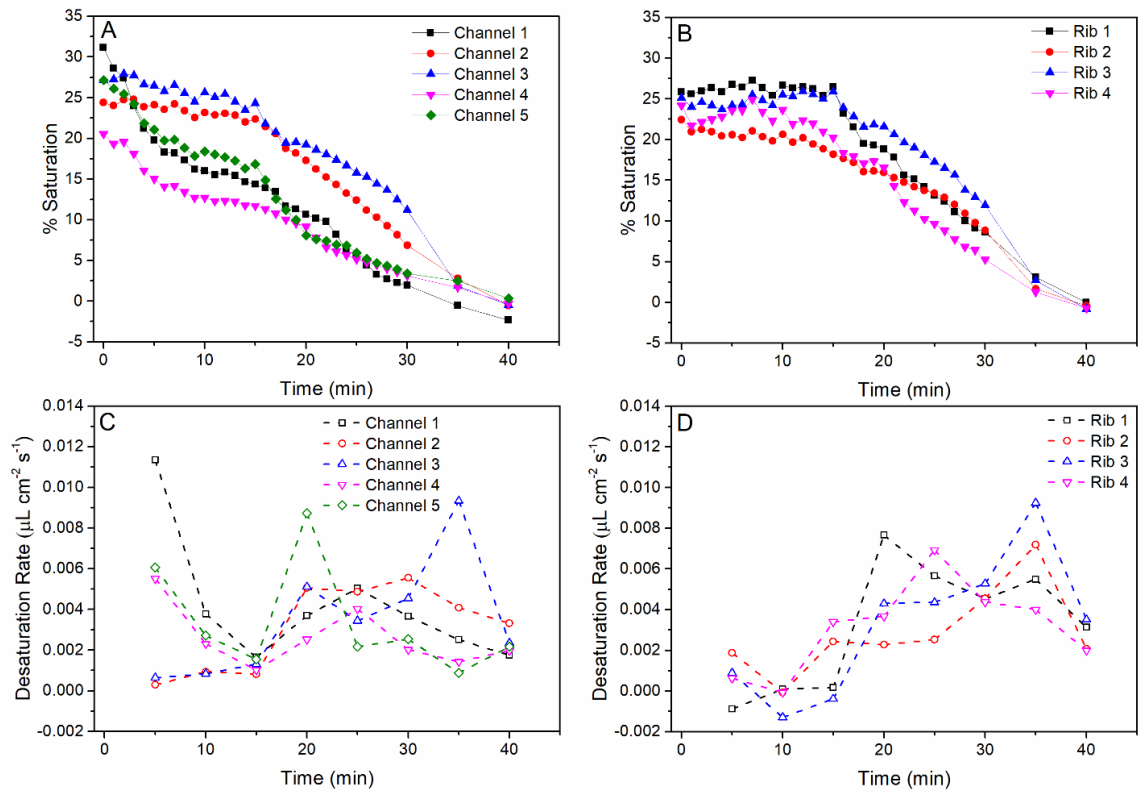 A
% Saturation
35
30
25
20
15
10
5
0
-5
0
10
20
30
40
Time (min)
Channel 1
Channel 2
Channel 3
Channel 4
Channel 5
B
% Saturation
35
30
25
20
15
10
5
0
-5
0
10
20
30
40
Time (min)
Rib 1
Rib 2
Rib 3
Rib 4
C
Desaturation Rate (µL cm⁻² s⁻¹)
0.014
0.012
0.010
0.008
0.006
0.004
0.002
0.000
-0.002
0
10
20
30
40
Time (min)
Channel 1
Channel 2
Channel 3
Channel 4
Channel 5
D
Desaturation Rate (µL cm⁻² s⁻¹)
0.014
0.012
0.010
0.008
0.006
0.004
0.002
0.000
-0.002
0
10
20
30
40
Time (min)
Rib 1
Rib 2
Rib 3
Rib 4